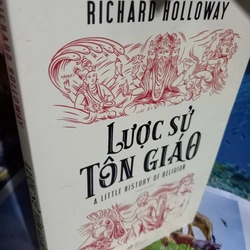 RICHARD HOLLOWAY
LƯỢC SỬ
TÔN GIÁO
A LITTLE HISTORY OF RELIGION